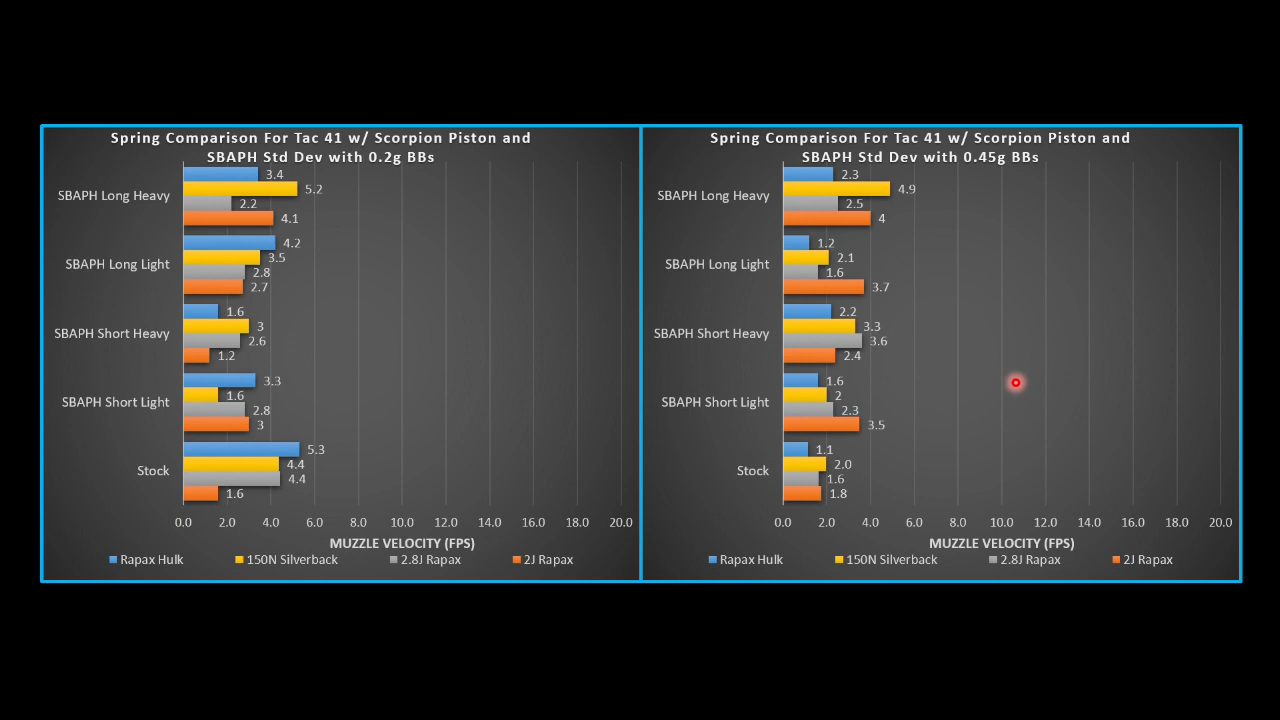 Spring Comparison For Tac 41 w/ Scorpion Piston and
SBAPH Std Dev with 0.2g BBs
SBAPH Long Heavy
3.4
5.2
2.2
4.1
SBAPH Long Light
4.2
3.5
2.8
2.7
SBAPH Short Heavy
1.6
3
2.6
1.2
SBAPH Short Light
3.3
1.6
2.8
3
Stock
5.3
4.4
4.4
1.6
0.0 2.0 4.0 6.0 8.0 10.0 12.0 14.0 16.0 18.0 20.0
MUZZLE VELOCITY (FPS)
Rapax Hulk 150N Silverback 2.8J Rapax 2J Rapax
Spring Comparison For Tac 41 w/ Scorpion Piston and
SBAPH Std Dev with 0.45g BBs
SBAPH Long Heavy
2.3
4.9
2.5
4
SBAPH Long Light
1.2
2.1
1.6
3.7
SBAPH Short Heavy
2.2
3.3
3.6
2.4
SBAPH Short Light
1.6
2
2.3
3.5
Stock
1.1
2.0
1.6
1.8
0.0 2.0 4.0 6.0 8.0 10.0 12.0 14.0 16.0 18.0 20.0
MUZZLE VELOCITY (FPS)
Rapax Hulk 150N Silverback 2.8J Rapax 2J Rapax